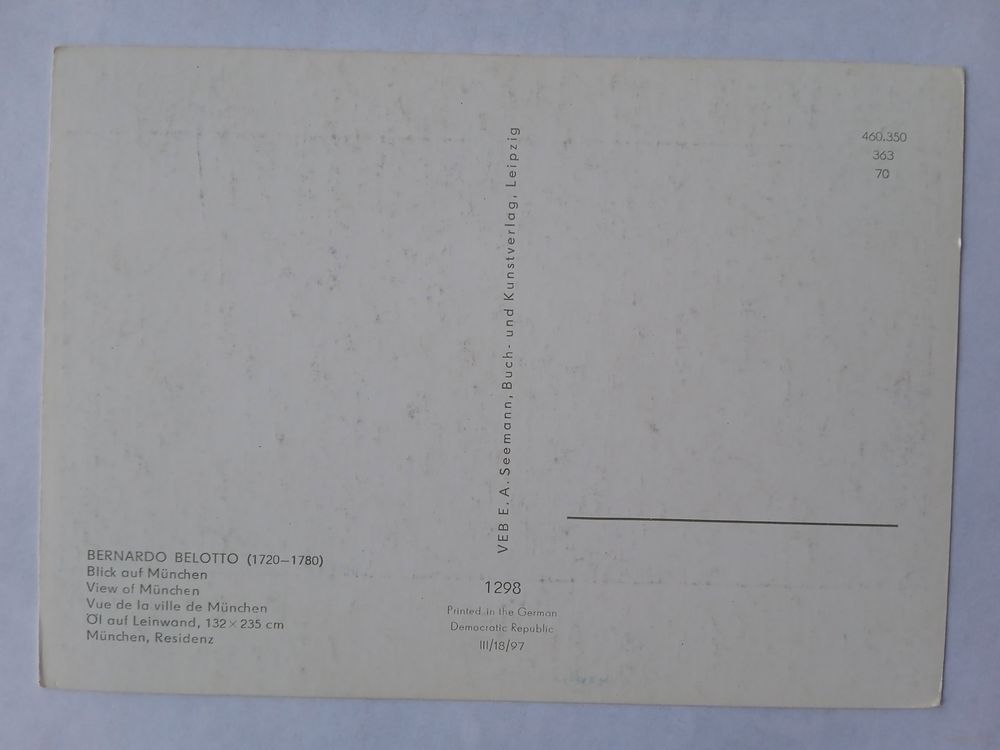 460.350
363
70
VEB E. A. Seemann, Buch- und Kunstverlag, Leipzig
BERNARDO BELOTTO (1720–1780)
Blick auf München
View of München
Vue de la ville de München
Öl auf Leinwand, 132 × 235 cm
München, Residenz
1298
Printed in the German
Democratic Republic
III/18/97